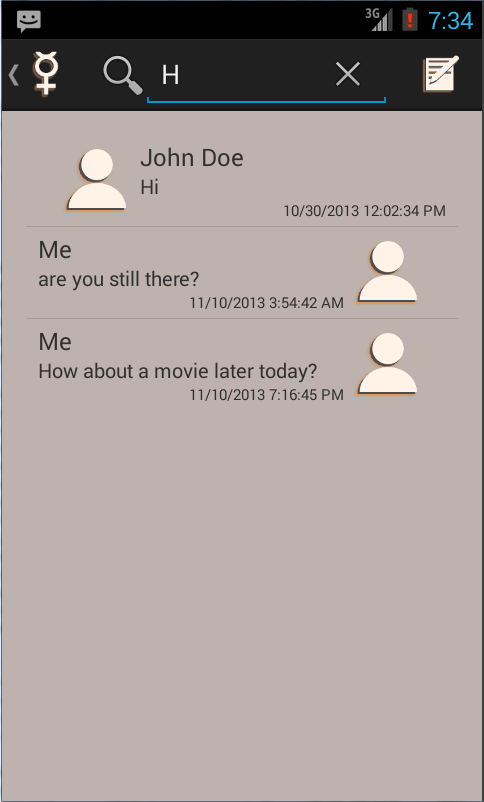 3G
7:34
H
John Doe
Hi
10/30/2013 12:02:34 PM
Me
are you still there?
11/10/2013 3:54:42 AM
Me
How about a movie later today?
11/10/2013 7:16:45 PM